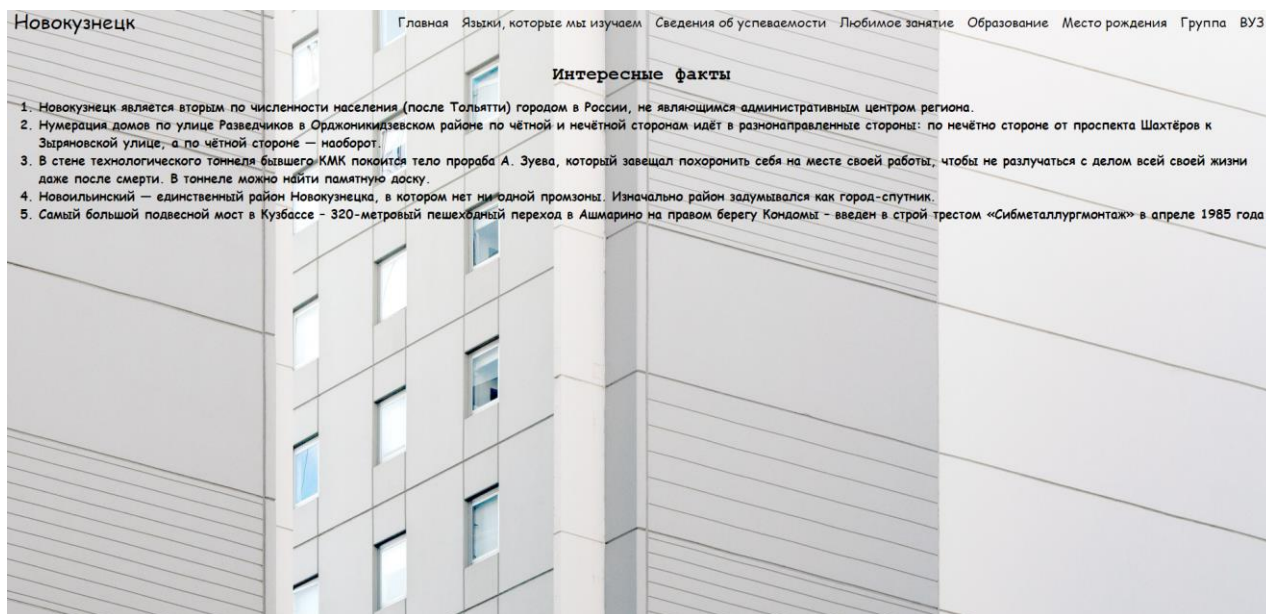 Новокузнецк
Главная Языки, которые мы изучаем Сведения об успеваемости Любимое занятие Образование Место рождения Группа ВУЗ
Интересные факты
1. Новокузнецк является вторым по численности населения (после Тольятти) городом в России, не являющимся административным центром региона.
2. Нумерация домов по улице Разведчиков в Орджоникидзевском районе по чётной и нечётной сторонам идёт в разнонаправленные стороны: по нечётно стороне от проспекта Шахтёров к
Зыряновской улице, а по чётной стороне — наоборот.
3. В стене технологического тоннеля бывшего КМК покоится тело прораба А. Зуева, который завещал похоронить себя на месте своей работы, чтобы не разлучаться с делом всей своей жизни
даже после смерти. В тоннеле можно найти памятную доску.
4. Новоильинский — единственный район Новокузнецка, в котором нет ни одной промзоны. Изначально район задумывался как город-спутник.
5. Самый большой подвесной мост в Кузбассе - 320-метровый пешеходный переход в Ашмарино на правом берегу Кондомы - введен в строй трестом «Сибметаллургмонтаж» в апреле 1985 года